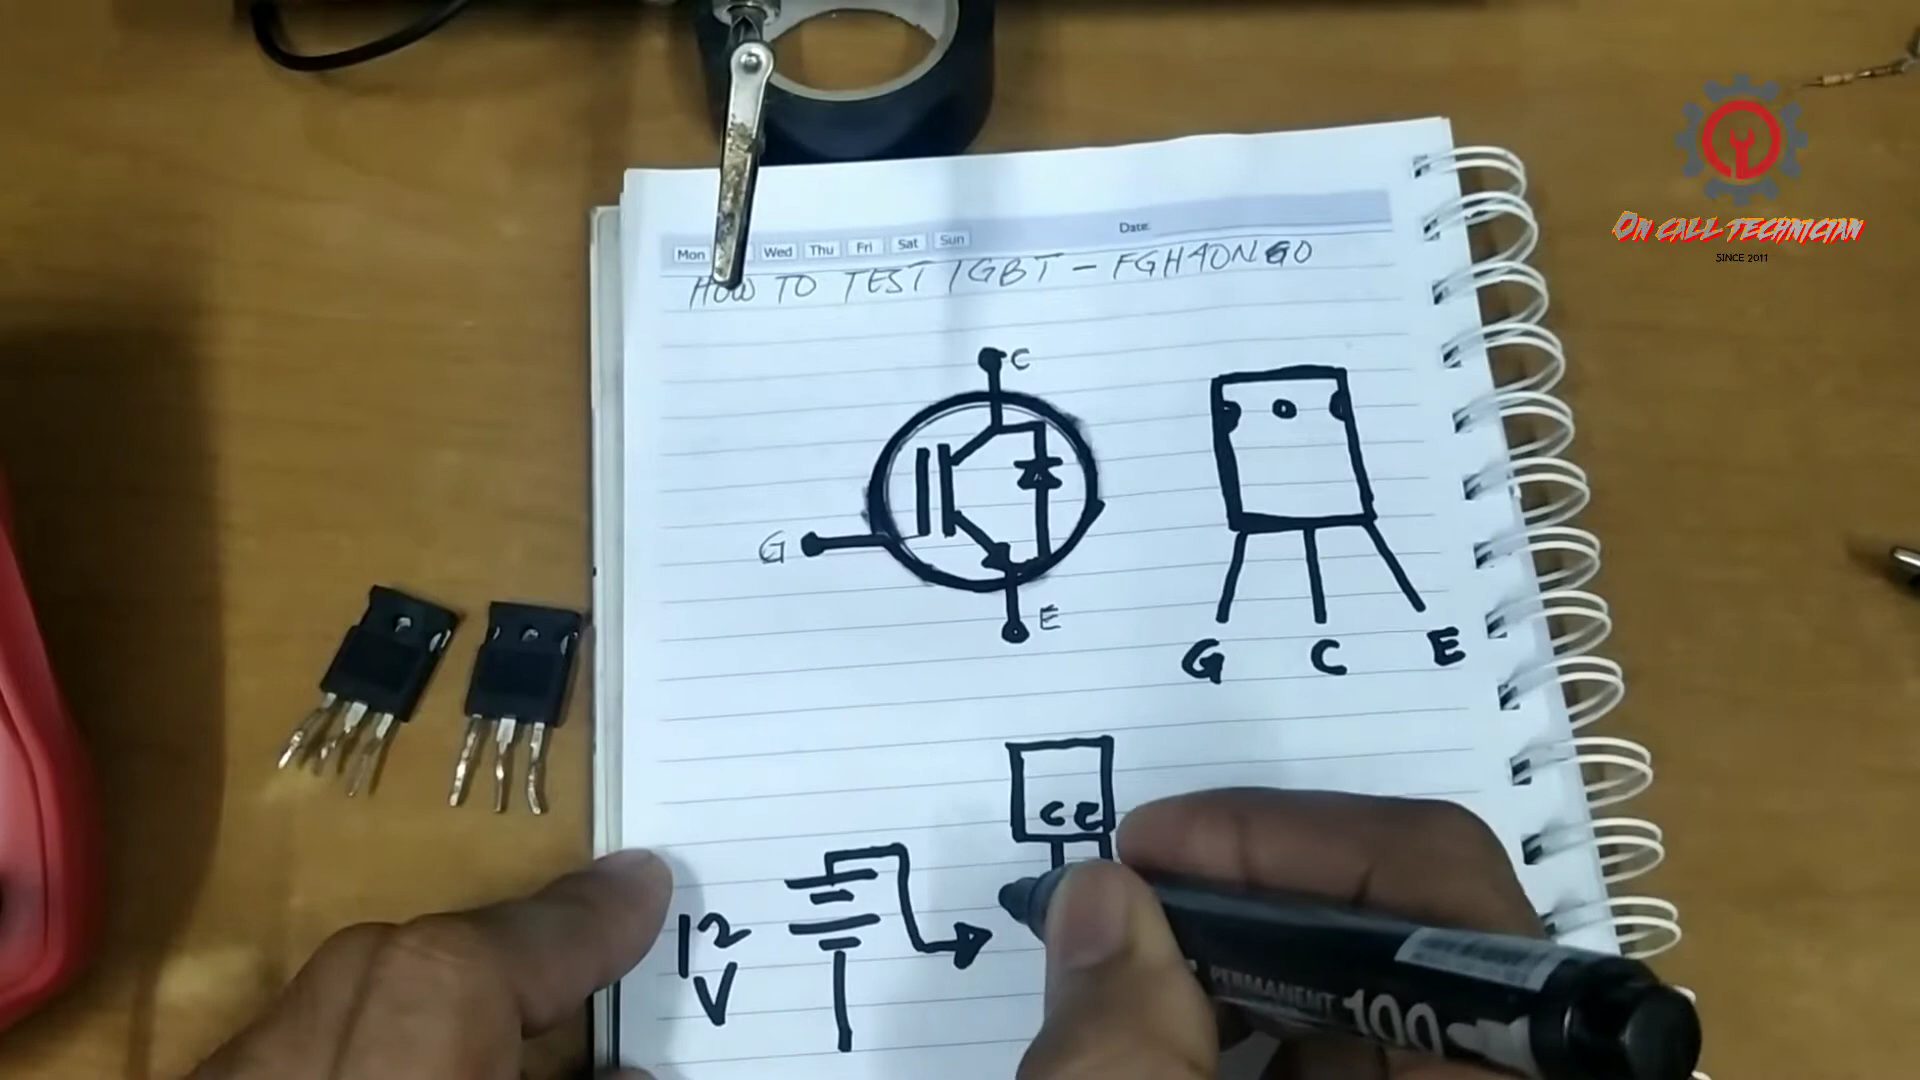 ON CALL TECHNICIAN
SINCE 2011
Mon Wed Thu Fri Sat Sun Date:
HOW TO TEST IGBT - FGH40N60
C
G
E
G C E
C E
12
V
PERMANENT 100